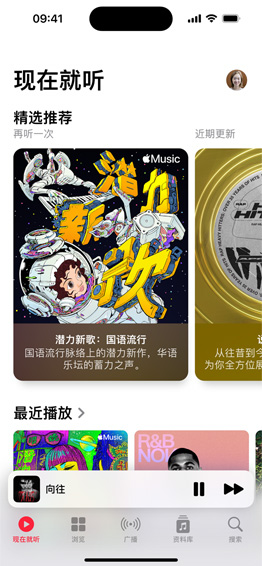 09:41
现在就听
精选推荐
再听一次
近期更新
Music
潜力
新歌
潜力新歌：国语流行
国语流行脉络上的潜力新作，华语
乐坛的蓄力之声。
从往昔到今
为你全方位展
最近播放
Music
R&B
NO
向往
现在就听
浏览
广播
资料库
搜索